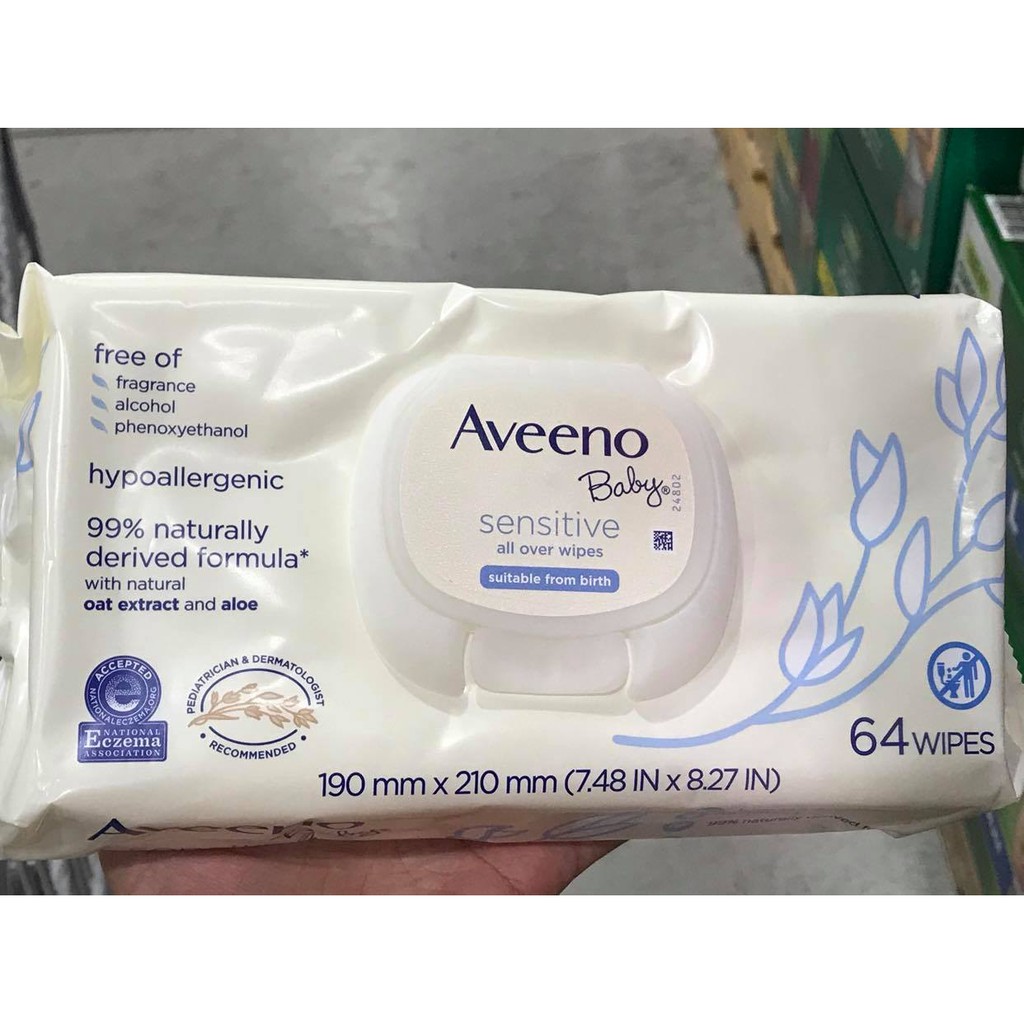 free of
fragrance
alcohol
phenoxyethanol
hypoallergenic
99% naturally
derived formula*
with natural
oat extract and aloe
ACCEPTED
NATIONALECZEMA.ORG
NATIONAL
Eczema
ASSOCIATION
PEDIATRICIAN & DERMATOLOGIST
• RECOMMENDED •
Aveeno
Baby®
24802
sensitive
all over wipes
suitable from birth
64 WIPES
190 mm x 210 mm (7.48 IN x 8.27 IN)
Aveeno